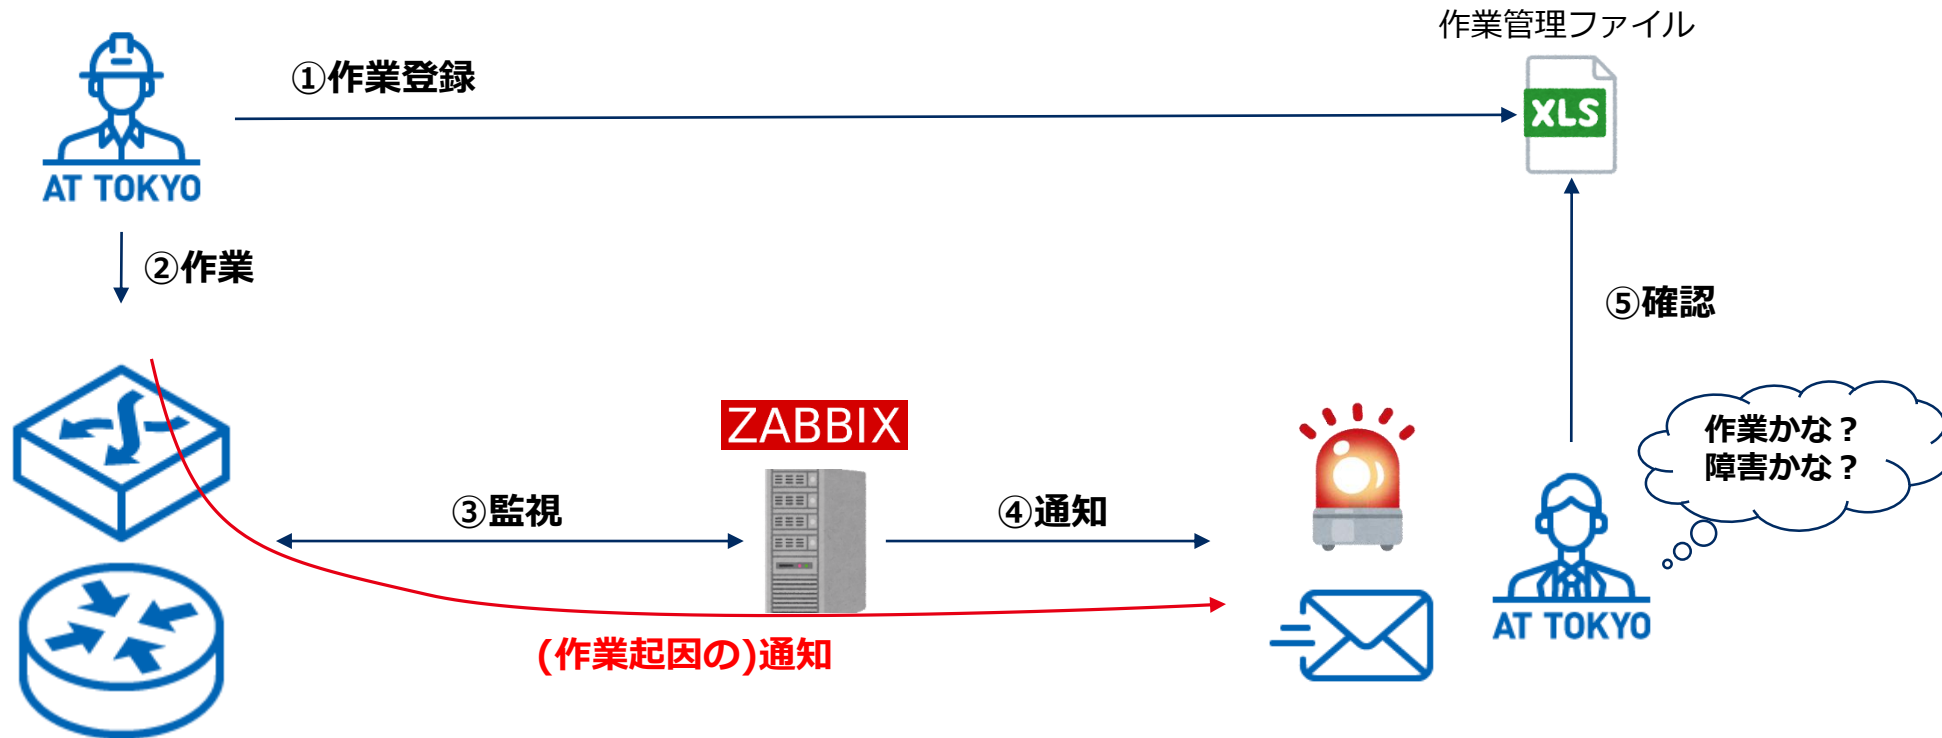 作業管理ファイル
①作業登録
XLS
AT TOKYO
②作業
⑤確認
ZABBIX
作業かな？
障害かな？
③監視
④通知
AT TOKYO
(作業起因の)通知